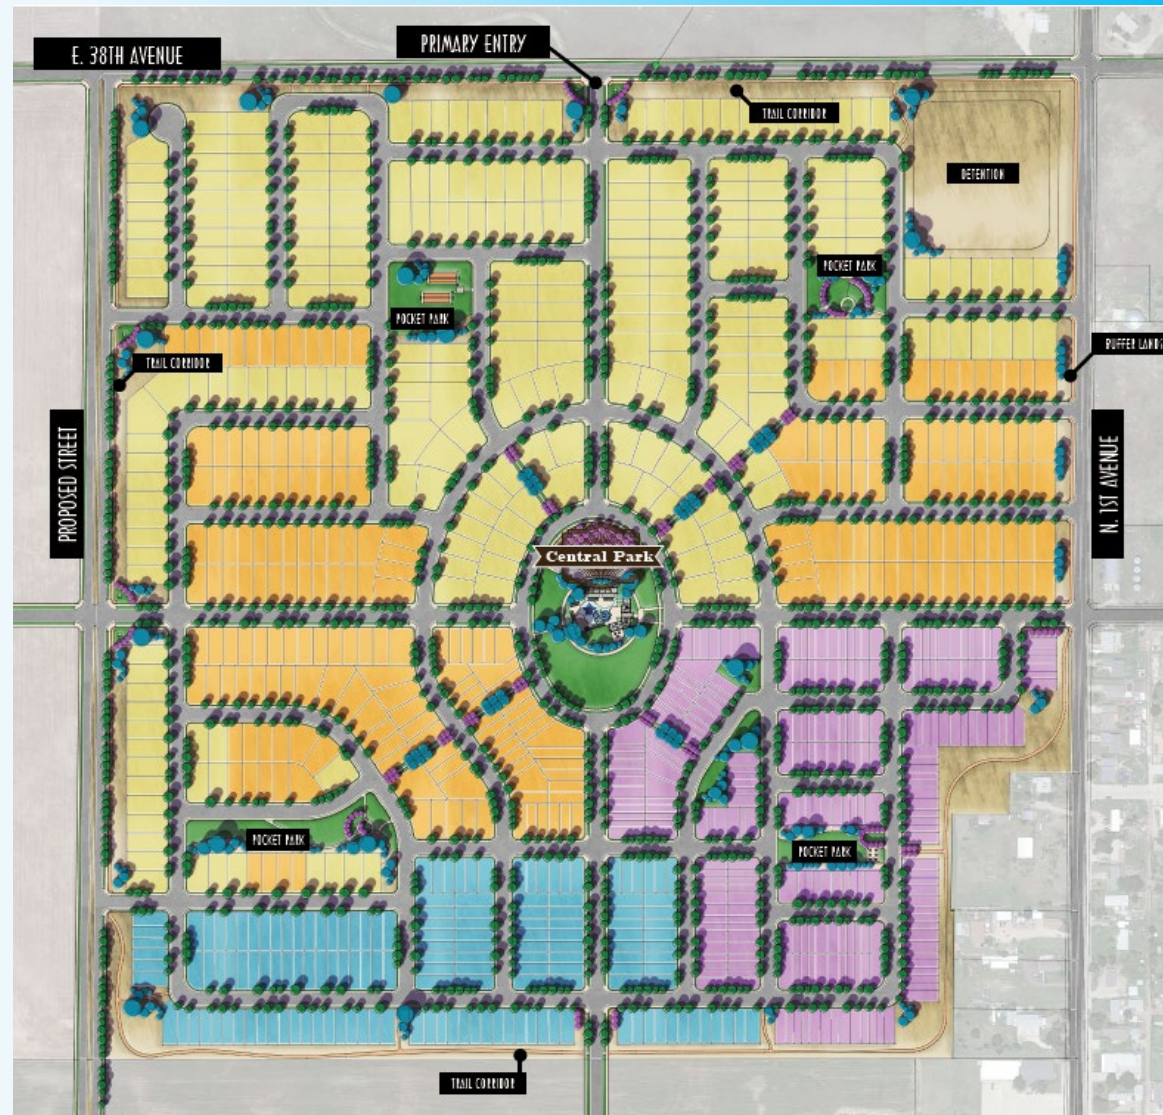 E. 38TH AVENUE
PRIMARY ENTRY
TRAIL CORRIDOR
DETENTION
POCKET PARK
POCKET PARK
BUFFER LANDS
TRAIL CORRIDOR
PROPOSED STREET
N. 1ST AVENUE
Central Park
POCKET PARK
POCKET PARK
TRAIL CORRIDOR